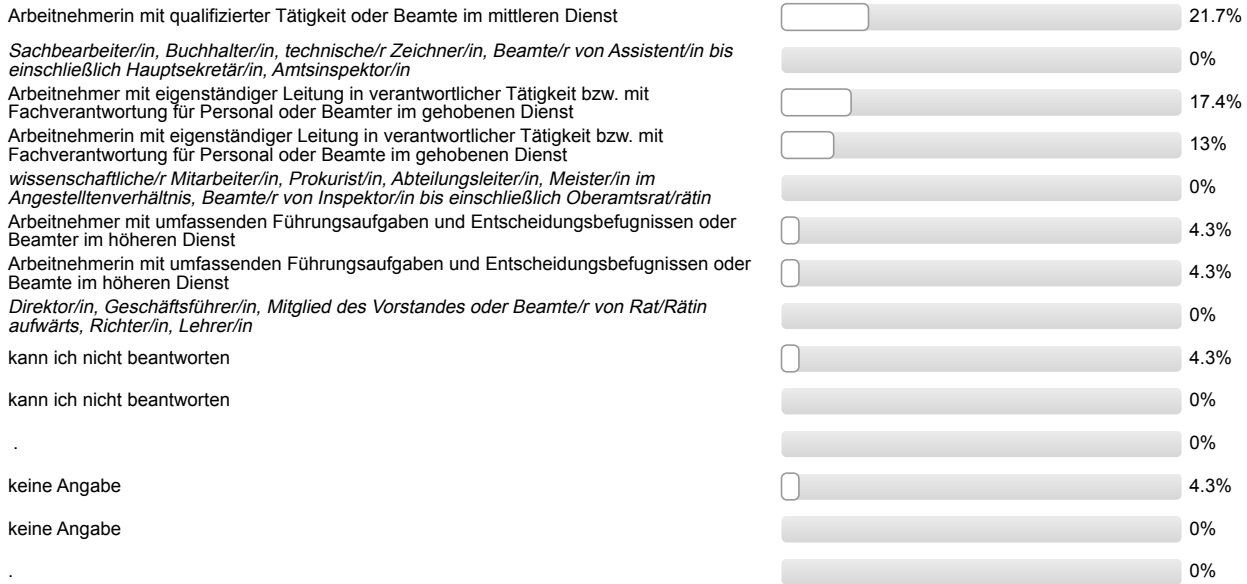 Arbeitnehmerin mit qualifizierter Tätigkeit oder Beamte im mittleren Dienst 21.7%
Sachbearbeiter/in, Buchhalter/in, technische/r Zeichner/in, Beamte/r von Assistent/in bis
einschließlich Hauptsekretär/in, Amtsinspektor/in 0%
Arbeitnehmer mit eigenständiger Leitung in verantwortlicher Tätigkeit bzw. mit
Fachverantwortung für Personal oder Beamter im gehobenen Dienst 17.4%
Arbeitnehmerin mit eigenständiger Leitung in verantwortlicher Tätigkeit bzw. mit
Fachverantwortung für Personal oder Beamte im gehobenen Dienst 13%
wissenschaftliche/r Mitarbeiter/in, Prokurist/in, Abteilungsleiter/in, Meister/in im
Angestelltenverhältnis, Beamte/r von Inspektor/in bis einschließlich Oberamtsrat/rätin 0%
Arbeitnehmer mit umfassenden Führungsaufgaben und Entscheidungsbefugnissen oder
Beamter im höheren Dienst 4.3%
Arbeitnehmerin mit umfassenden Führungsaufgaben und Entscheidungsbefugnissen oder
Beamte im höheren Dienst 4.3%
Direktor/in, Geschäftsführer/in, Mitglied des Vorstandes oder Beamte/r von Rat/Rätin
aufwärts, Richter/in, Lehrer/in 0%
kann ich nicht beantworten 4.3%
kann ich nicht beantworten 0%
. 0%
keine Angabe 4.3%
keine Angabe 0%
. 0%